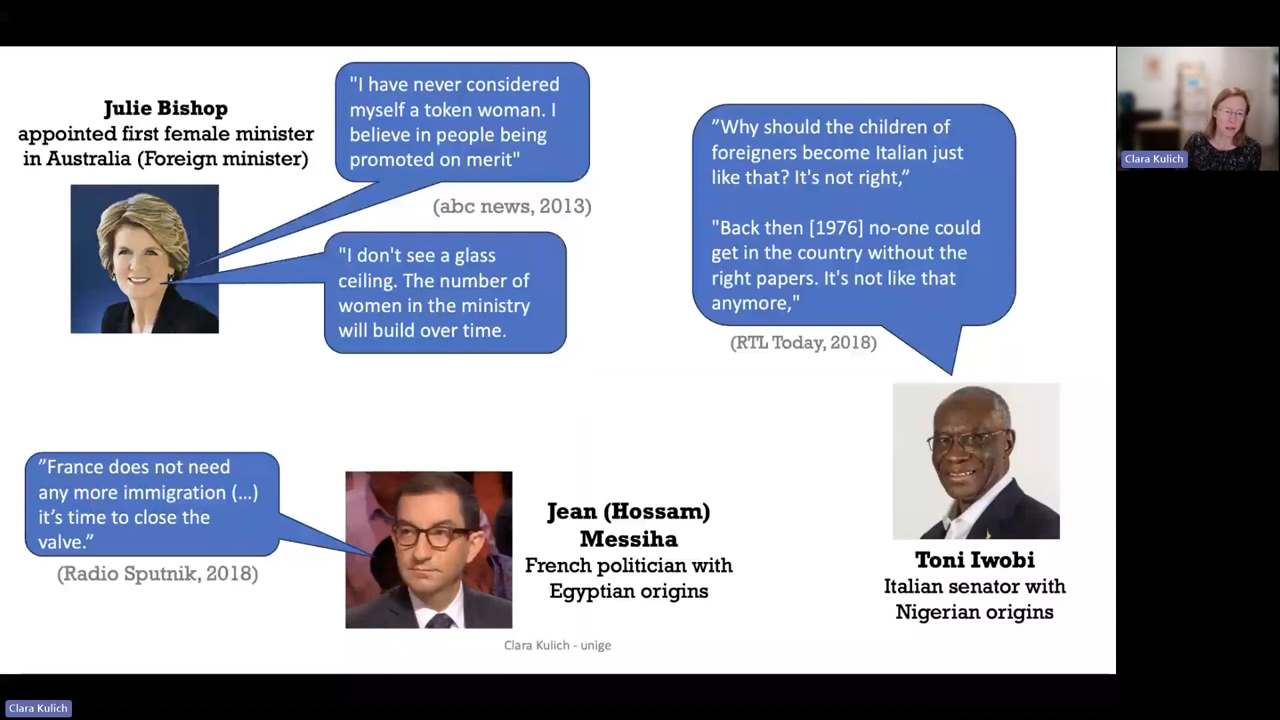 Julie Bishop
appointed first female minister
in Australia (Foreign minister)
"I have never considered
myself a token woman. I
believe in people being
promoted on merit"
(abc news, 2013)
"I don't see a glass
ceiling. The number of
women in the ministry
will build over time.
”Why should the children of
foreigners become Italian just
like that? It's not right,”
"Back then [1976] no-one could
get in the country without the
right papers. It's not like that
anymore,"
(RTL Today, 2018)
Toni Iwobi
Italian senator with
Nigerian origins
”France does not need
any more immigration (...)
it’s time to close the
valve.”
(Radio Sputnik, 2018)
Jean (Hossam)
Messiha
French politician with
Egyptian origins
Clara Kulich - unige
Clara Kulich
Clara Kulich